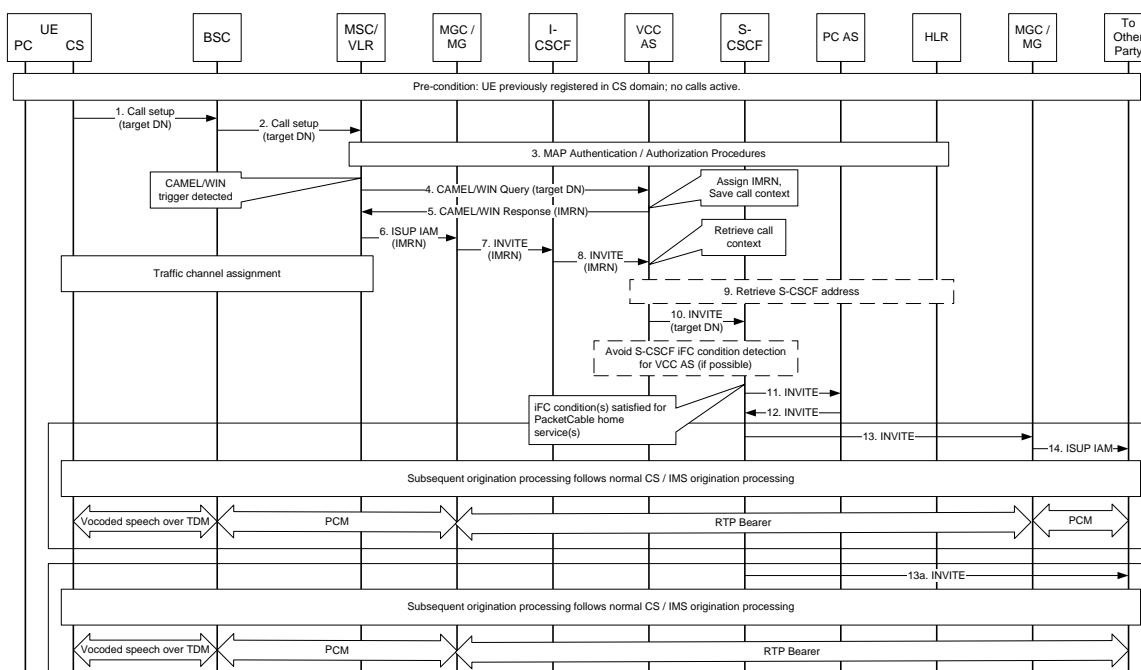 UE
PC CS
BSC
MSC/
VLR
MGC /
MG
I-
CSCF
VCC
AS
S-
CSCF
PC AS
HLR
MGC /
MG
To
Other
Party
Pre-condition: UE previously registered in CS domain; no calls active.
1. Call setup
(target DN)
2. Call setup
(target DN)
3. MAP Authentication / Authorization Procedures
CAMEL/WIN
trigger detected
4. CAMEL/WIN Query (target DN)
Assign IMRN,
Save call context
5. CAMEL/WIN Response (IMRN)
6. ISUP IAM
(IMRN)
7. INVITE
(IMRN)
8. INVITE
(IMRN)
Retrieve call
context
Traffic channel assignment
9. Retrieve S-CSCF address
10. INVITE
(target DN)
Avoid S-CSCF iFC condition detection
for VCC AS (if possible)
11. INVITE
12. INVITE
iFC condition(s) satisfied for
PacketCable home
service(s)
13. INVITE
14. ISUP IAM
Subsequent origination processing follows normal CS / IMS origination processing
Vocoded speech over TDM
PCM
RTP Bearer
PCM
13a. INVITE
Subsequent origination processing follows normal CS / IMS origination processing
Vocoded speech over TDM
PCM
RTP Bearer